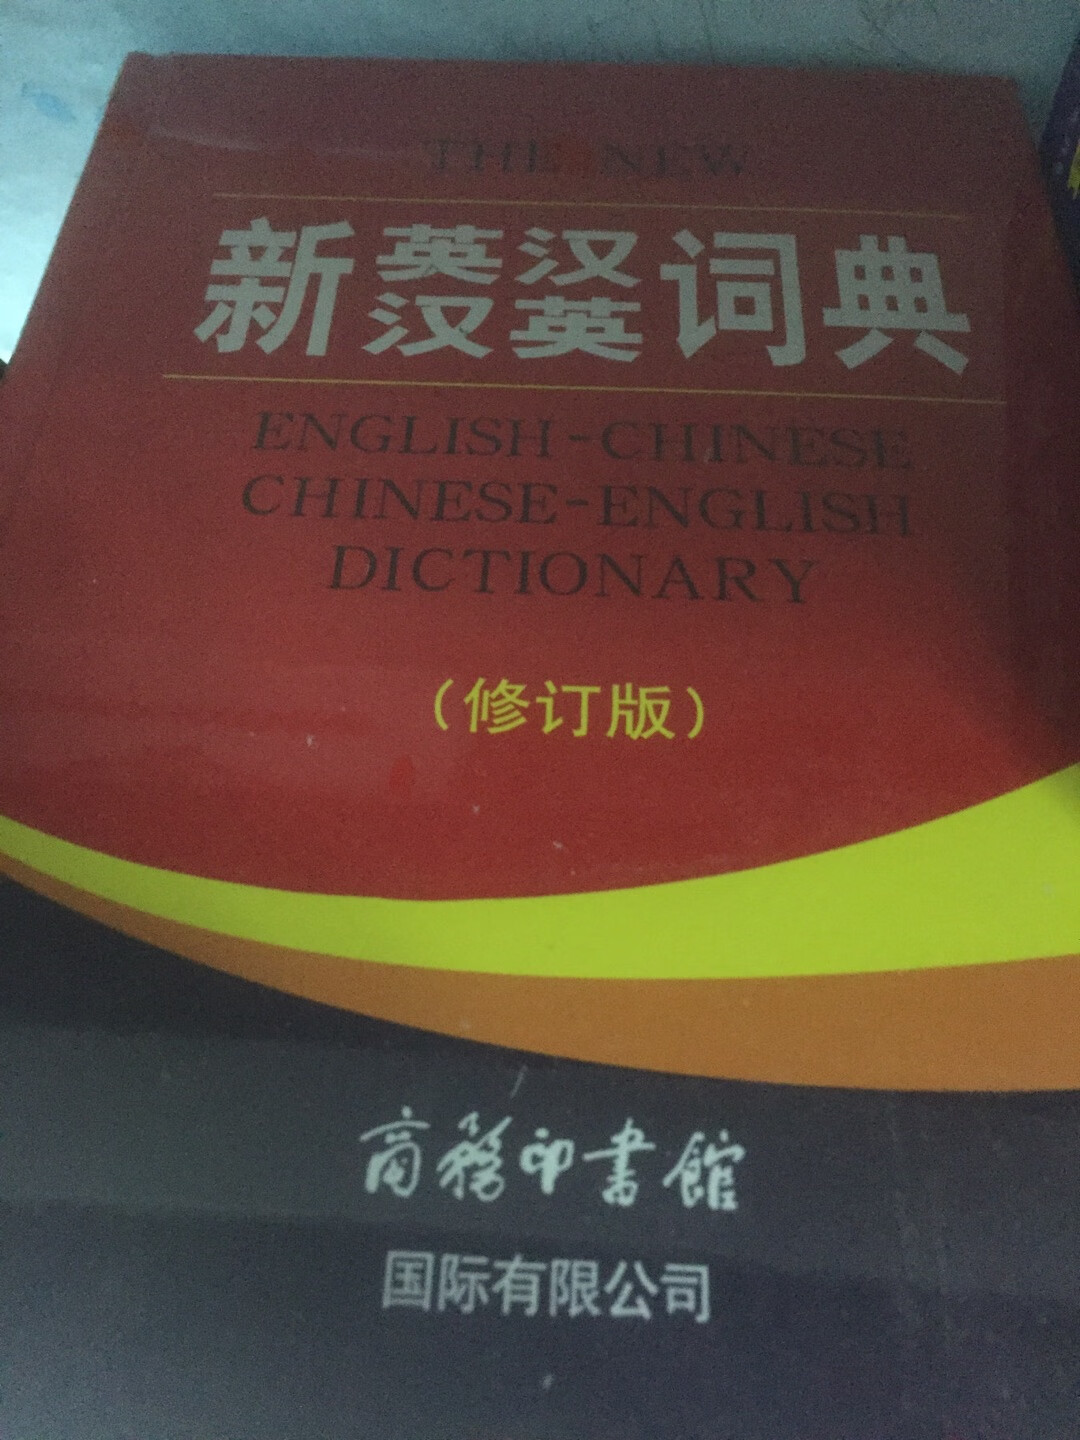 THE NEW
新英汉汉英词典
ENGLISH-CHINESE
CHINESE-ENGLISH
DICTIONARY
(修订版)
商務印書館
国际有限公司